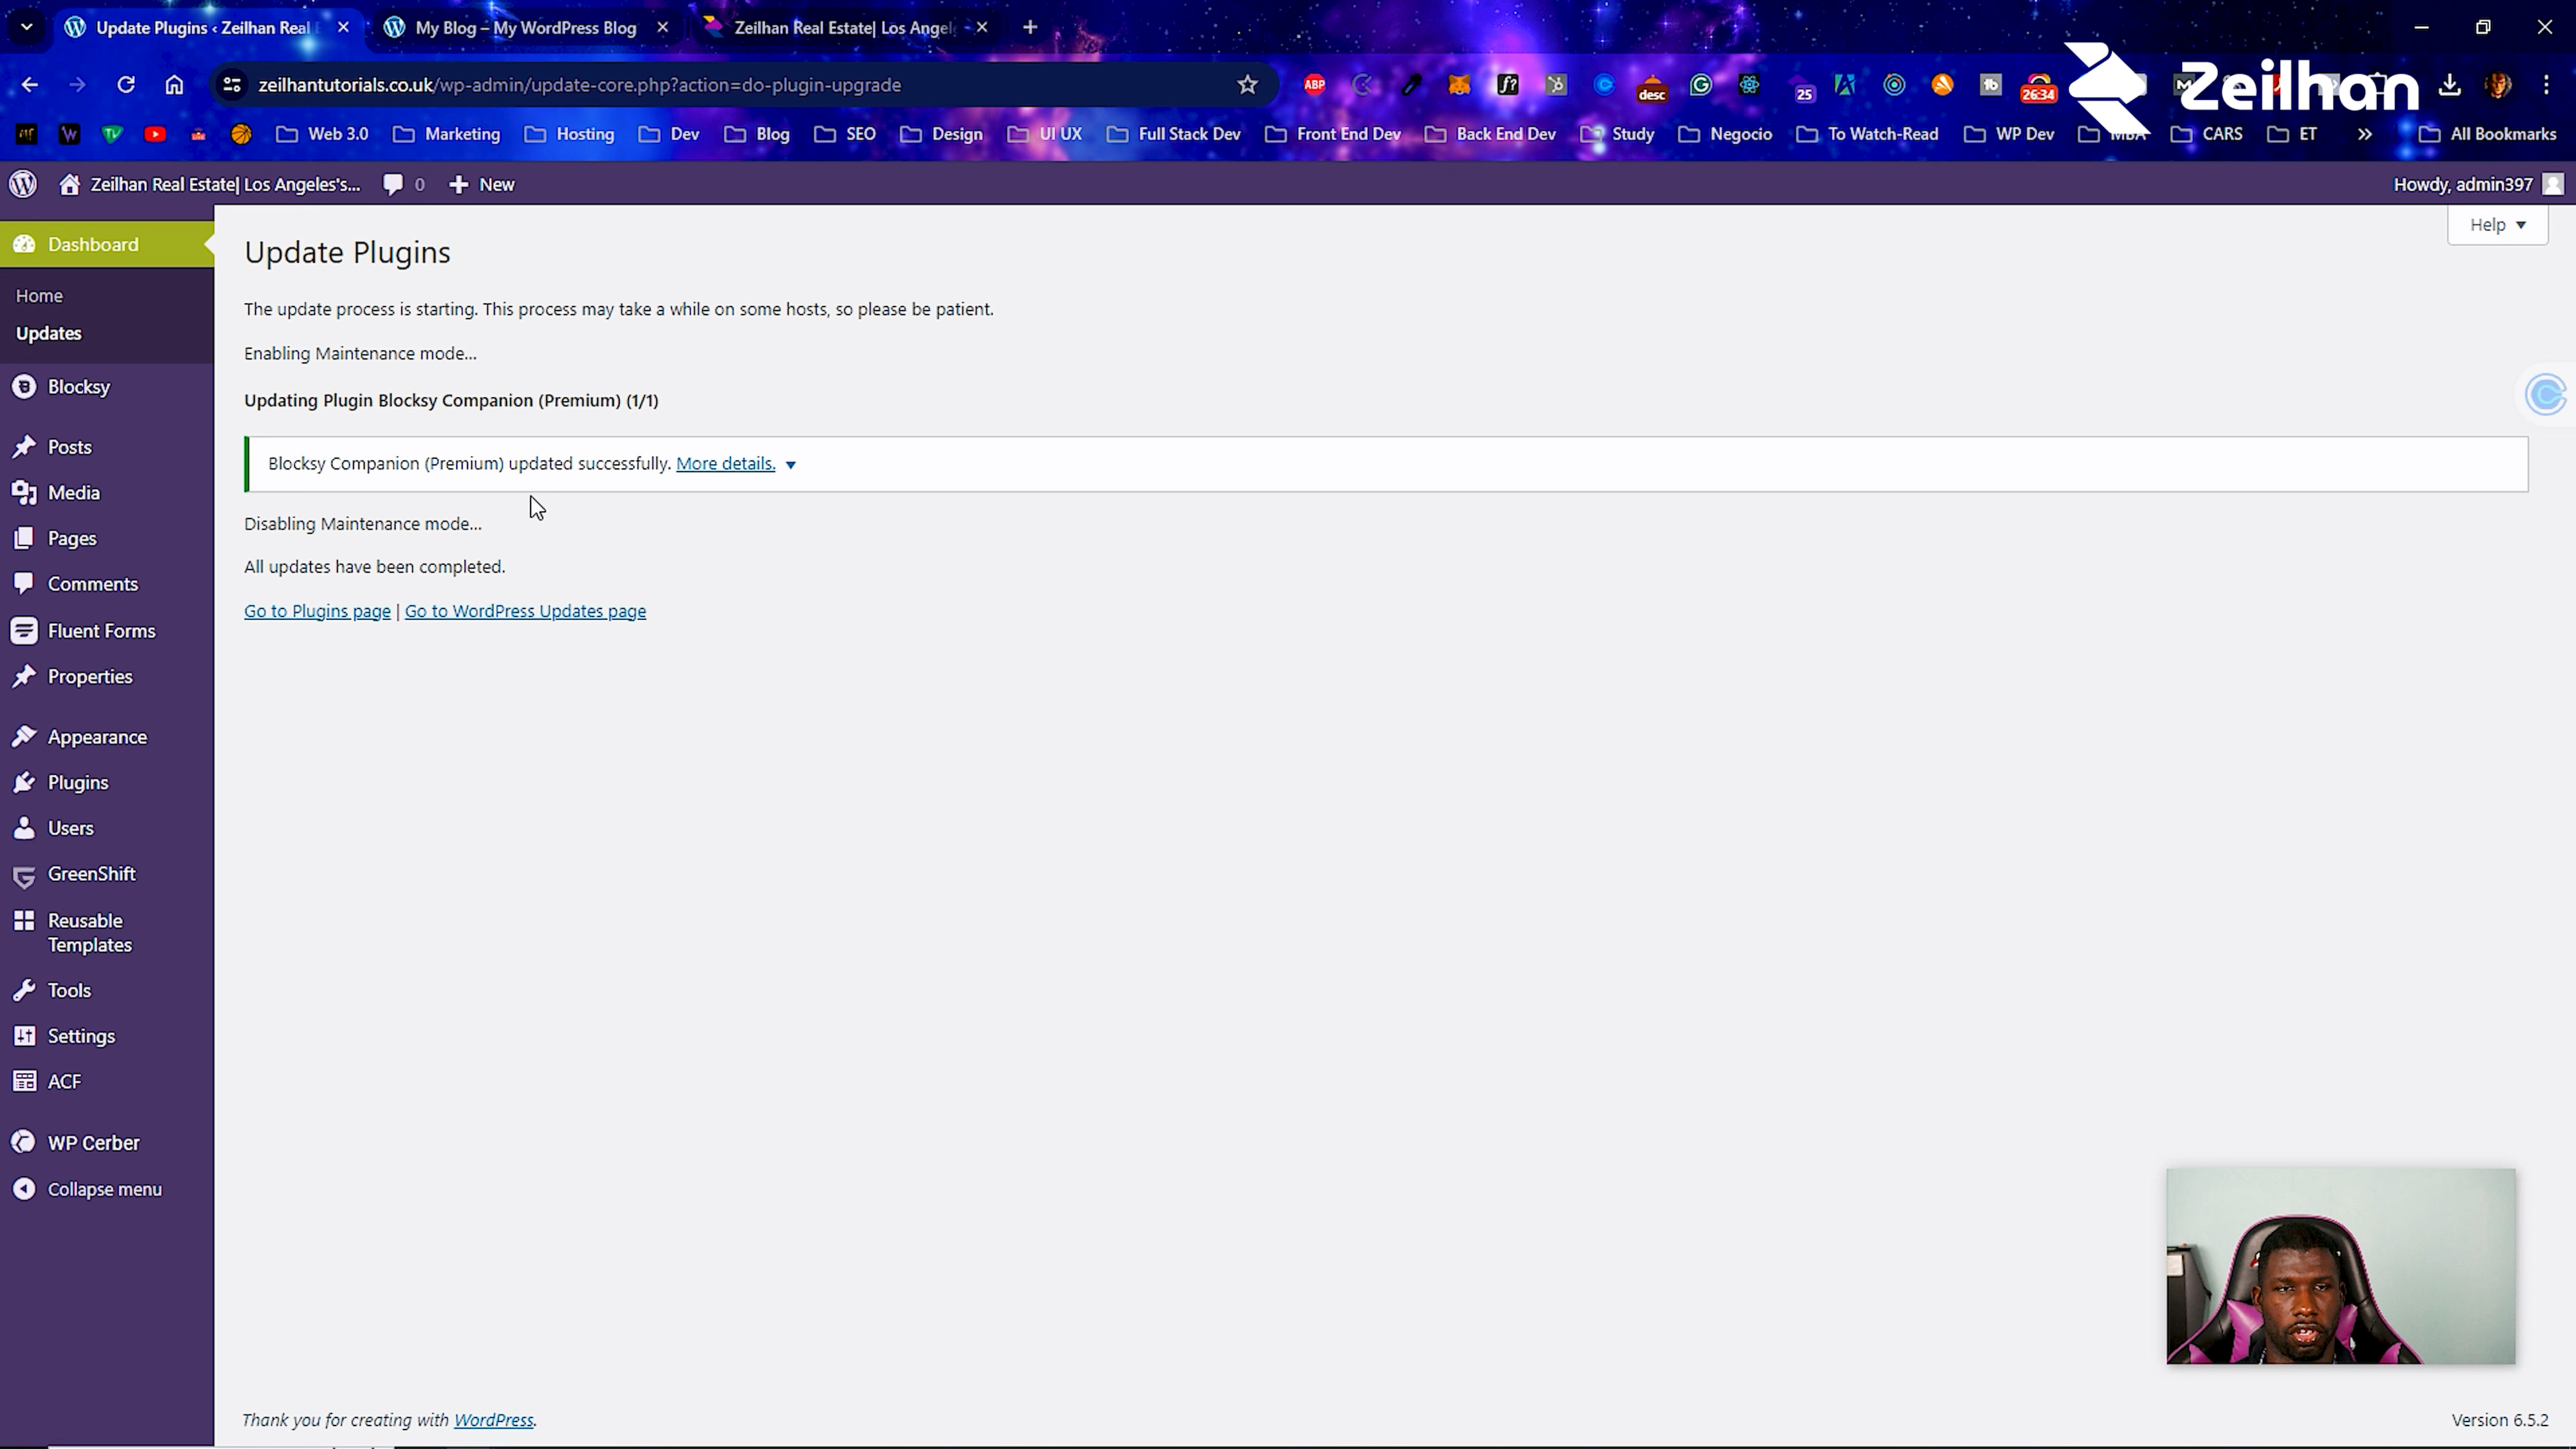 Update Plugins ‹ Zeilhan Real
My Blog – My WordPress Blog
Zeilhan Real Estate| Los Angel
zeilhantutorials.co.uk/wp-admin/update-core.php?action=do-plugin-upgrade
ABP
f?
desc
25
tb
26:34
Zeilhan
Web 3.0
Marketing
Hosting
Dev
Blog
SEO
Design
UI UX
Full Stack Dev
Front End Dev
Back End Dev
Study
Negocio
To Watch-Read
WP Dev
MBA
CARS
ET
All Bookmarks
Zeilhan Real Estate| Los Angeles's...
0
New
Howdy, admin397
Help
Dashboard
Home
Updates
Blocksy
Posts
Media
Pages
Comments
Fluent Forms
Properties
Appearance
Plugins
Users
GreenShift
Reusable
Templates
Tools
Settings
ACF
WP Cerber
Collapse menu
Update Plugins
The update process is starting. This process may take a while on some hosts, so please be patient.
Enabling Maintenance mode...
Updating Plugin Blocksy Companion (Premium) (1/1)
Blocksy Companion (Premium) updated successfully. More details.
Disabling Maintenance mode...
All updates have been completed.
Go to Plugins page | Go to WordPress Updates page
Thank you for creating with WordPress.
Version 6.5.2